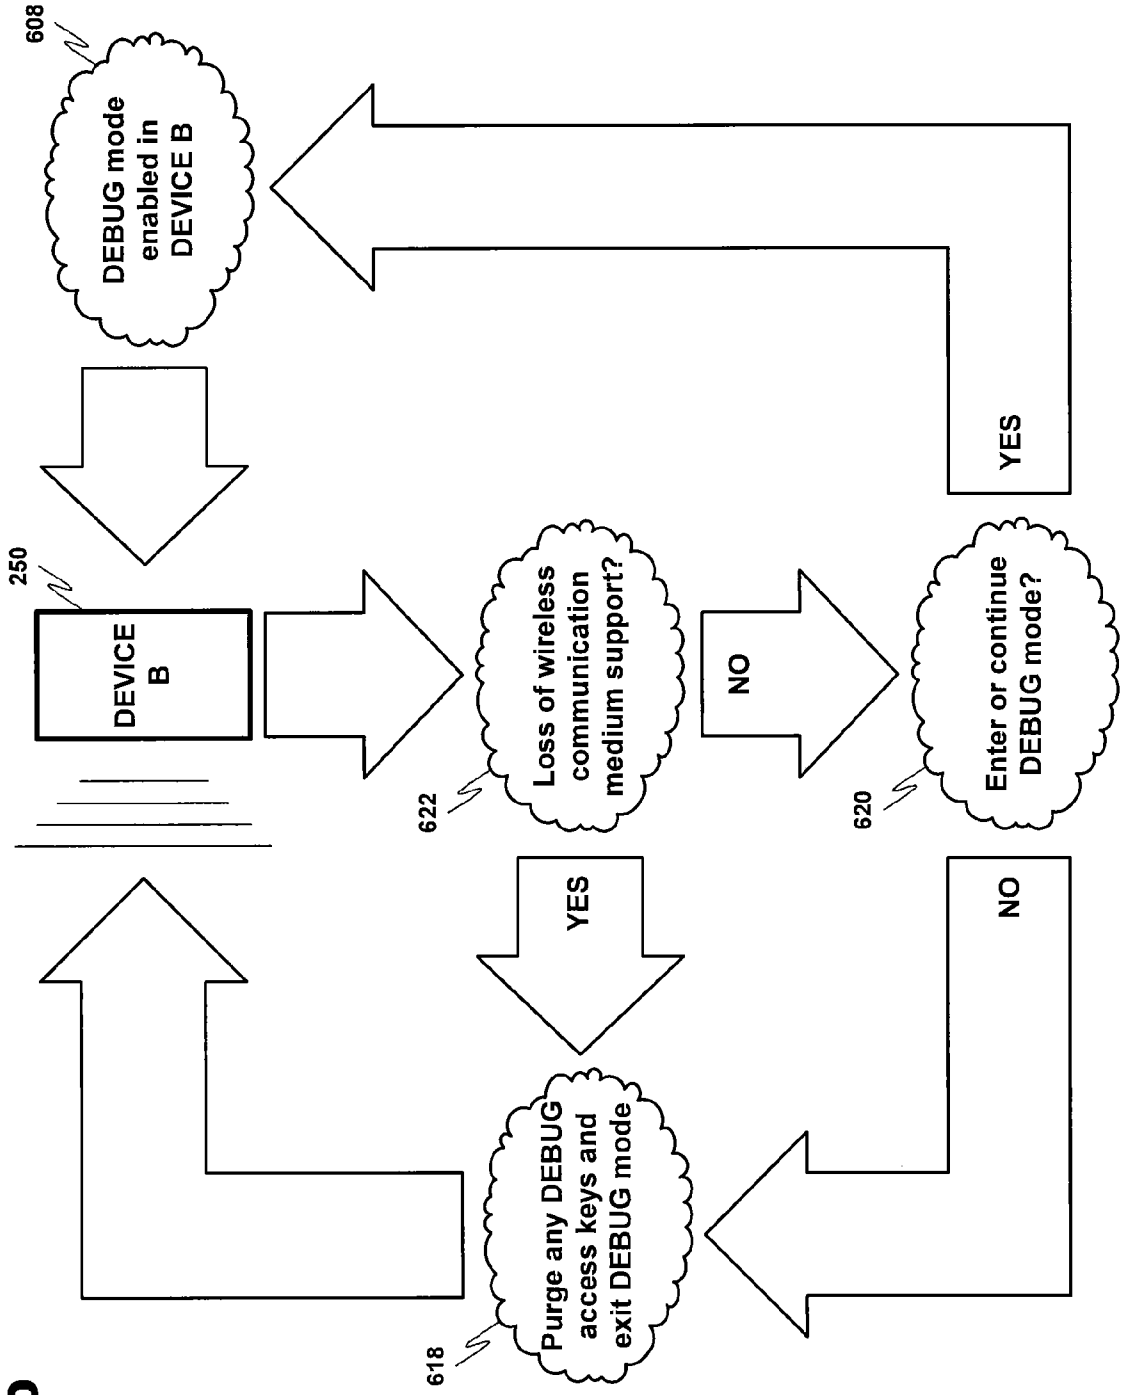 608
DEBUG mode
enabled in
DEVICE B
250
DEVICE
B
622
Loss of wireless
communication
medium support?
YES
NO
620
Enter or continue
DEBUG mode?
YES
NO
618
Purge any DEBUG
access keys and
exit DEBUG mode